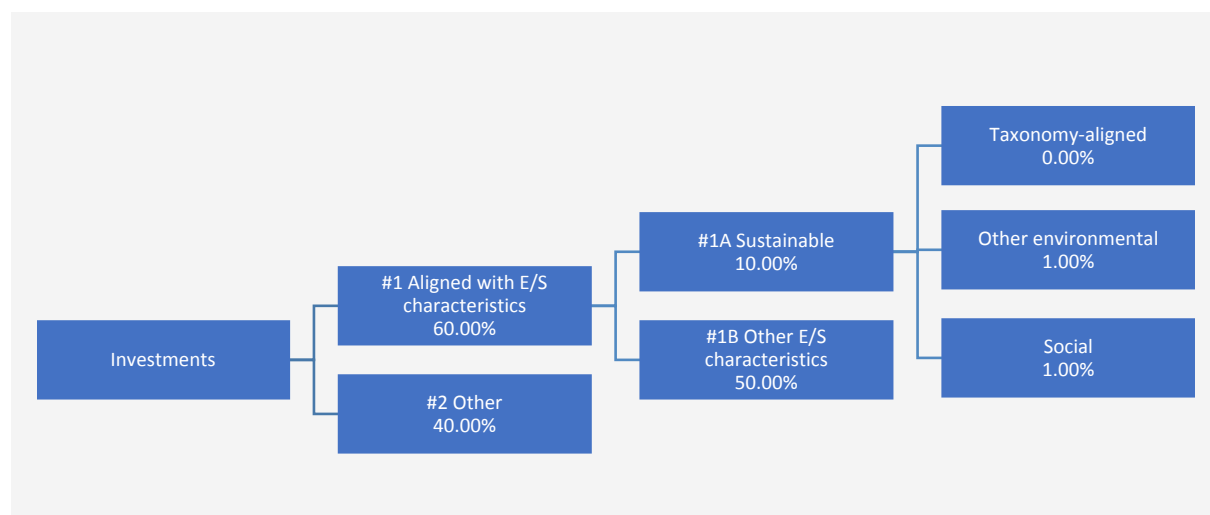 Investments
#1 Aligned with E/S
characteristics
60.00%
#2 Other
40.00%
#1A Sustainable
10.00%
#1B Other E/S
characteristics
50.00%
Taxonomy-aligned
0.00%
Other environmental
1.00%
Social
1.00%